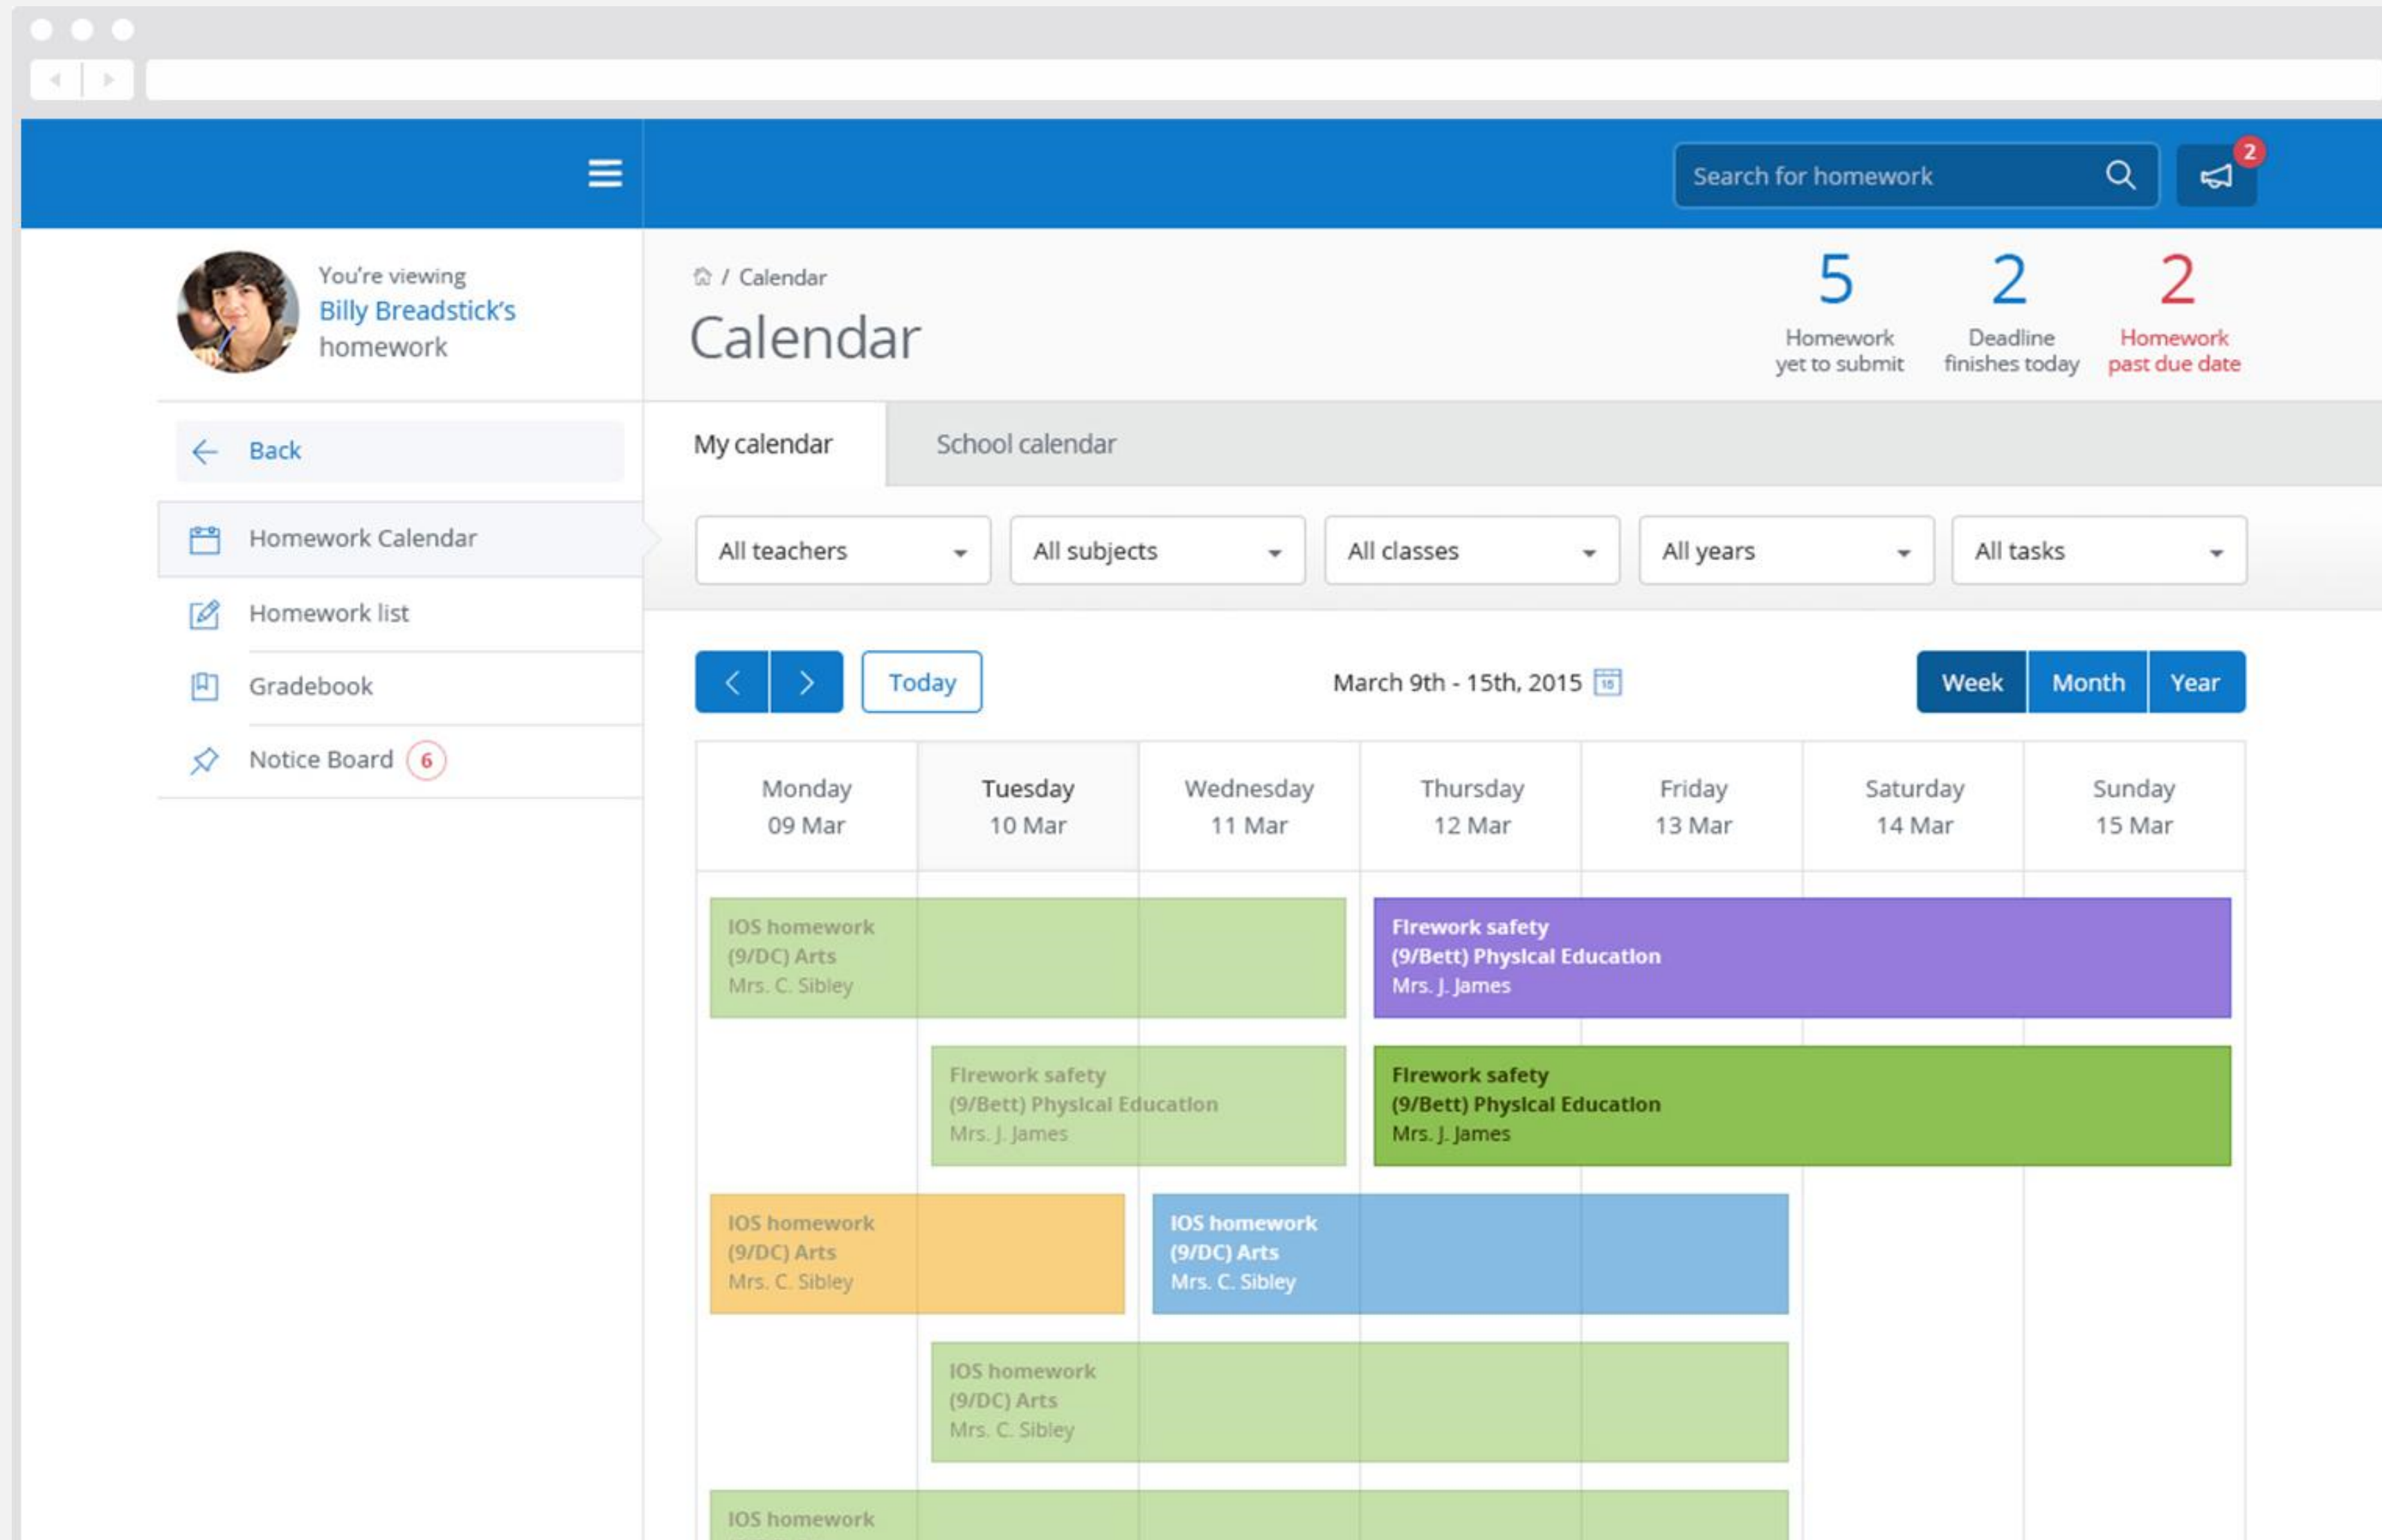 Search for homework
2
You're viewing
Billy Breadstick's
homework
/ Calendar
Calendar
5
Homework
yet to submit
2
Deadline
finishes today
2
Homework
past due date
Back
Homework Calendar
Homework list
Gradebook
Notice Board 6
My calendar
School calendar
All teachers
All subjects
All classes
All years
All tasks
Today
March 9th - 15th, 2015
Week
Month
Year
Monday
09 Mar
Tuesday
10 Mar
Wednesday
11 Mar
Thursday
12 Mar
Friday
13 Mar
Saturday
14 Mar
Sunday
15 Mar
IOS homework
(9/DC) Arts
Mrs. C. Sibley
FIrework safety
(9/Bett) Physical Education
Mrs. J. James
FIrework safety
(9/Bett) Physical Education
Mrs. J. James
FIrework safety
(9/Bett) Physical Education
Mrs. J. James
IOS homework
(9/DC) Arts
Mrs. C. Sibley
IOS homework
(9/DC) Arts
Mrs. C. Sibley
IOS homework
(9/DC) Arts
Mrs. C. Sibley
IOS homework